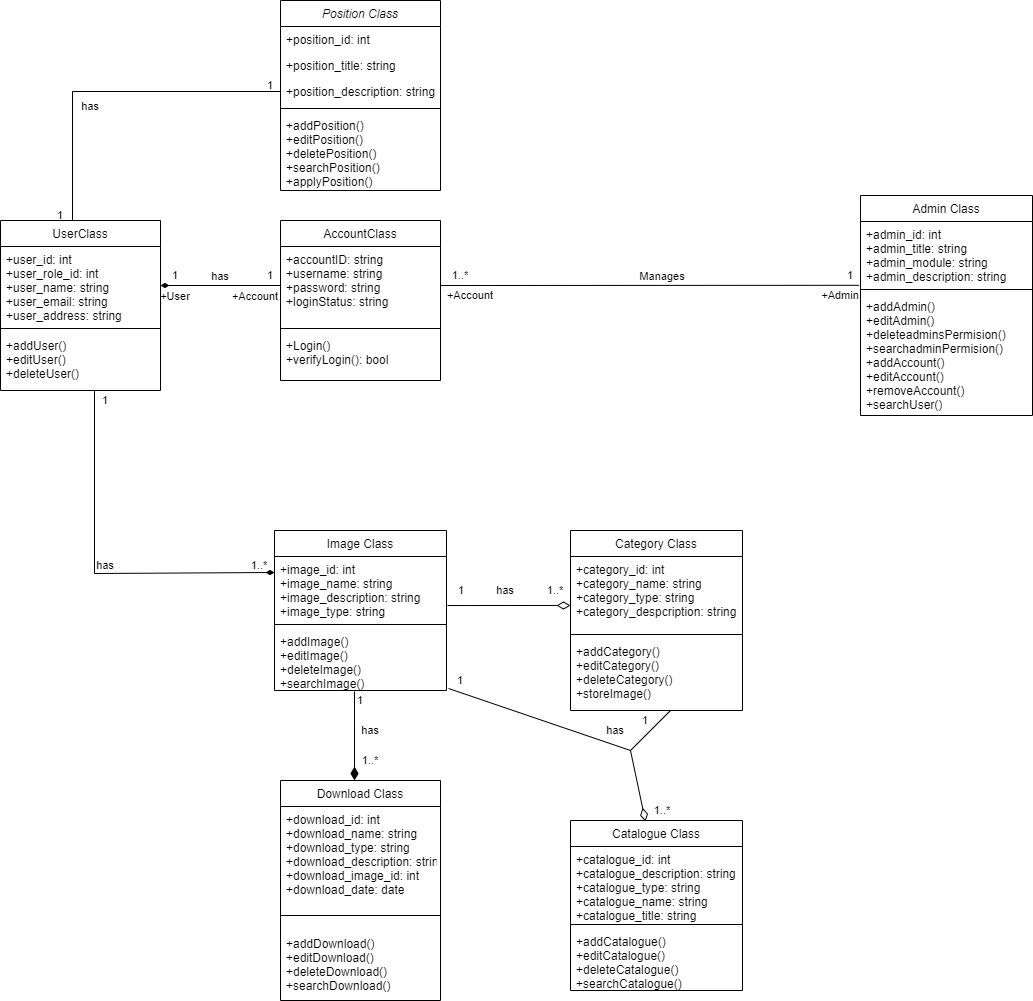 Position Class
+position_id: int
+position_title: string
+position_description: string
+addPosition()
+editPosition()
+deletePosition()
+searchPosition()
+applyPosition()
1
has
1
UserClass
+user_id: int
+user_role_id: int
+user_name: string
+user_email: string
+user_address: string
+addUser()
+editUser()
+deleteUser()
1
has
1
+User
+Account
AccountClass
+accountID: string
+username: string
+password: string
+loginStatus: string
+Login()
+verifyLogin(): bool
1..*
Manages
1
+Account
+Admin
Admin Class
+admin_id: int
+admin_title: string
+admin_module: string
+admin_description: string
+addAdmin()
+editAdmin()
+deleteadminsPermision()
+searchadminPermision()
+addAccount()
+editAccount()
+removeAccount()
+searchUser()
1
has
1..*
Image Class
+image_id: int
+image_name: string
+image_description: string
+image_type: string
+addImage()
+editImage()
+deleteImage()
+searchImage()
1
has
1..*
Category Class
+category_id: int
+category_name: string
+category_type: string
+category_despcription: string
+addCategory()
+editCategory()
+deleteCategory()
+storeImage()
1
1
has
1..*
1
has
1..*
Download Class
+download_id: int
+download_name: string
+download_type: string
+download_description: strin
+download_image_id: int
+download_date: date
+addDownload()
+editDownload()
+deleteDownload()
+searchDownload()
Catalogue Class
+catalogue_id: int
+catalogue_description: string
+catalogue_type: string
+catalogue_name: string
+catalogue_title: string
+addCatalogue()
+editCatalogue()
+deleteCatalogue()
+searchCatalogue()